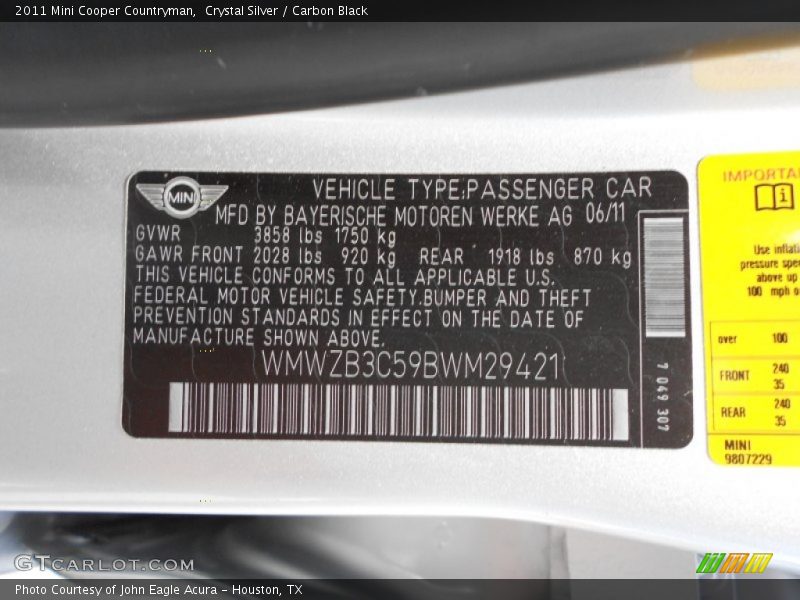 2011 Mini Cooper Countryman,  Crystal Silver / Carbon Black
MINI
VEHICLE TYPE:PASSENGER CAR
MFD BY BAYERISCHE MOTOREN WERKE AG 06/11
GVWR 3858 lbs 1750 kg
GAWR FRONT 2028 lbs 920 kg REAR 1918 lbs 870 kg
THIS VEHICLE CONFORMS TO ALL APPLICABLE U.S.
FEDERAL MOTOR VEHICLE SAFETY,BUMPER AND THEFT
PREVENTION STANDARDS IN EFFECT ON THE DATE OF
MANUFACTURE SHOWN ABOVE.
WMWZB3C59BWM29421
7 049 307
Use
pressure
above up
100 mph
over 100
FRONT 240
35
REAR 240
35
MINI
9807229
GTCARLOT.COM
Photo Courtesy of John Eagle Acura - Houston, TX